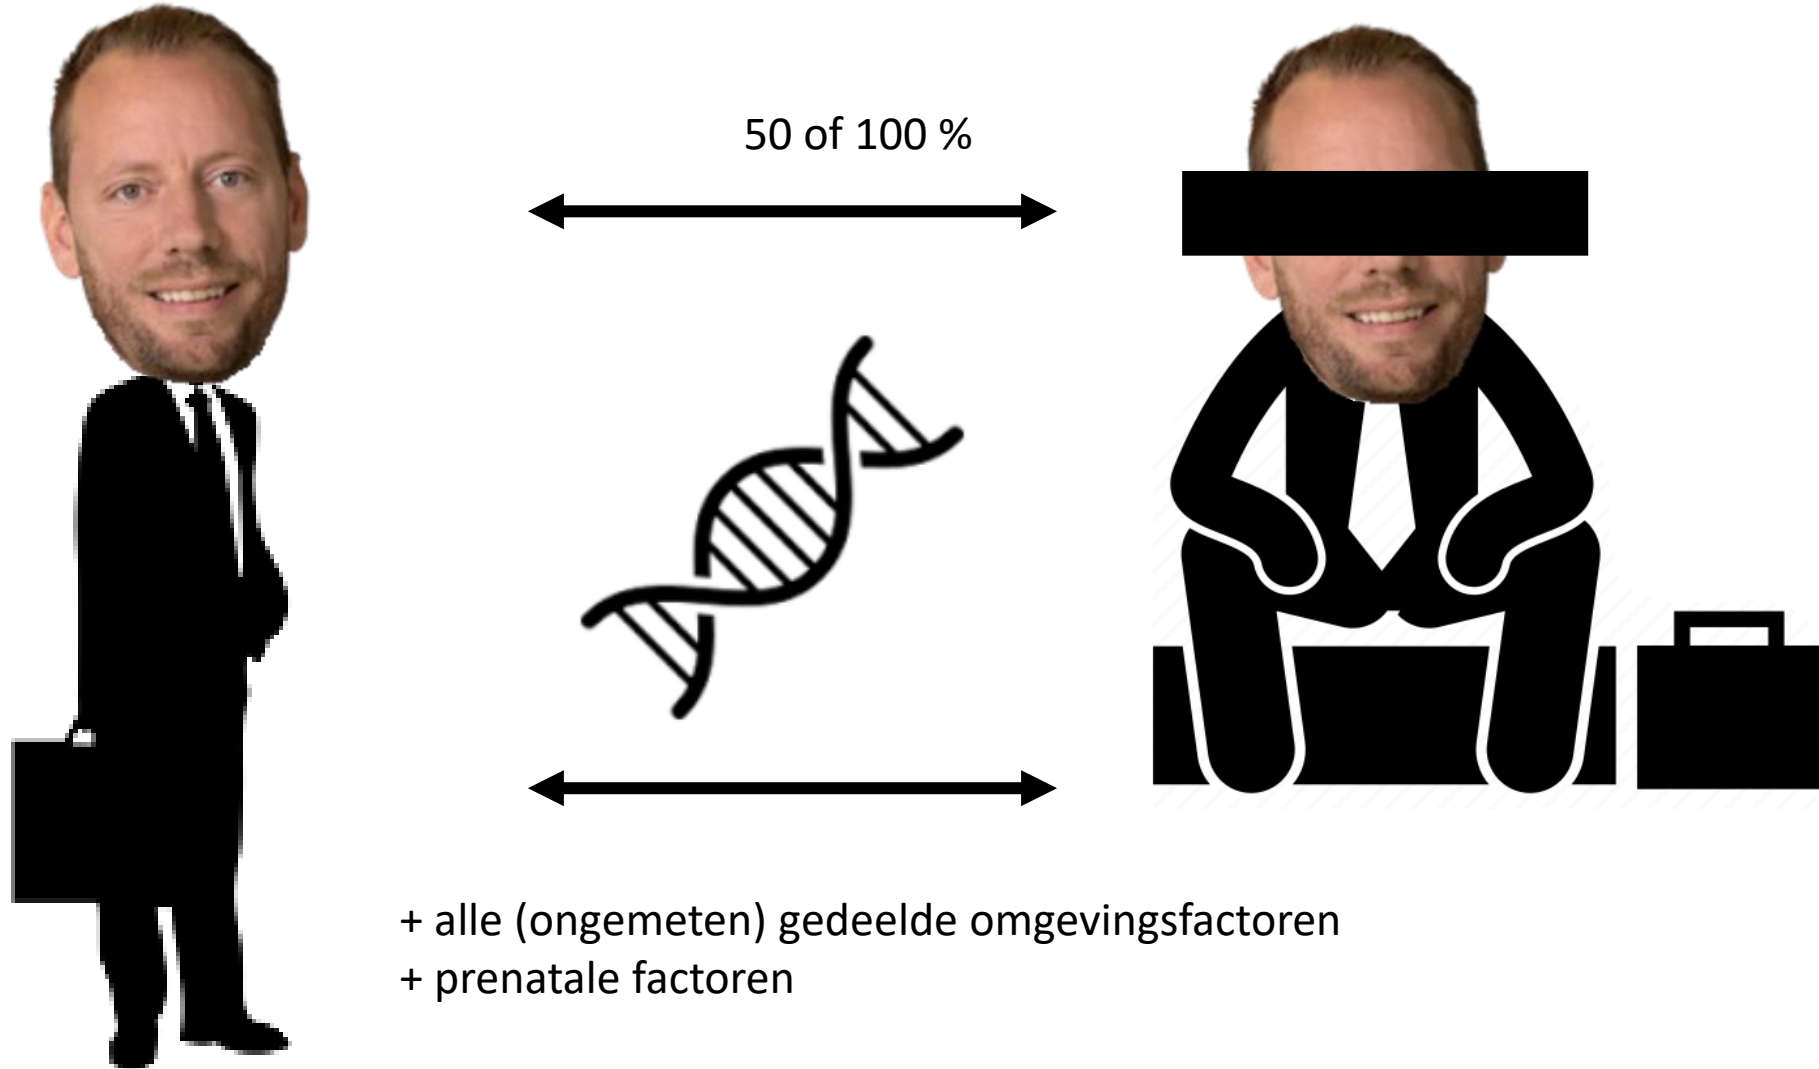 50 of 100 %
+ alle (ongemeten) gedeelde omgevingsfactoren
+ prenatale factoren